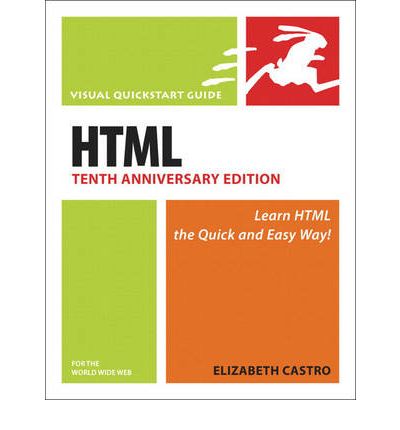 VISUAL QUICKSTART GUIDE
HTML
TENTH ANNIVERSARY EDITION
Learn HTML
the Quick and Easy Way!
FOR THE
WORLD WIDE WEB
ELIZABETH CASTRO